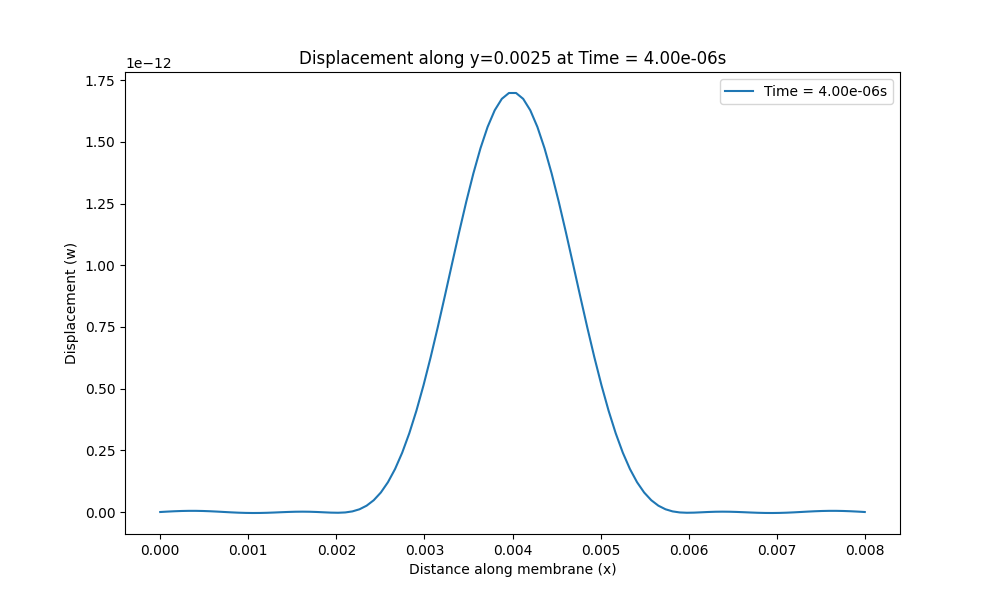 Displacement along y=0.0025 at Time = 4.00e-06s
1e−12
Time = 4.00e-06s
1.75
1.50
1.25
1.00
0.75
0.50
0.25
0.00
Displacement (w)
0.000 0.001 0.002 0.003 0.004 0.005 0.006 0.007 0.008
Distance along membrane (x)